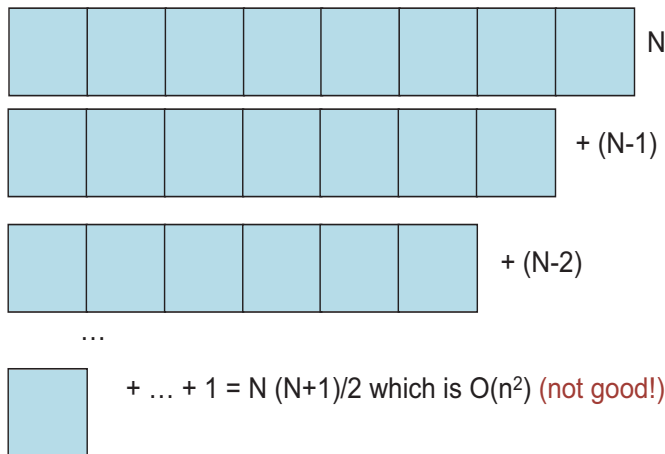 N
+ (N-1)
+ (N-2)
…
+ … + 1 = N (N+1)/2 which is O(n²) (not good!)